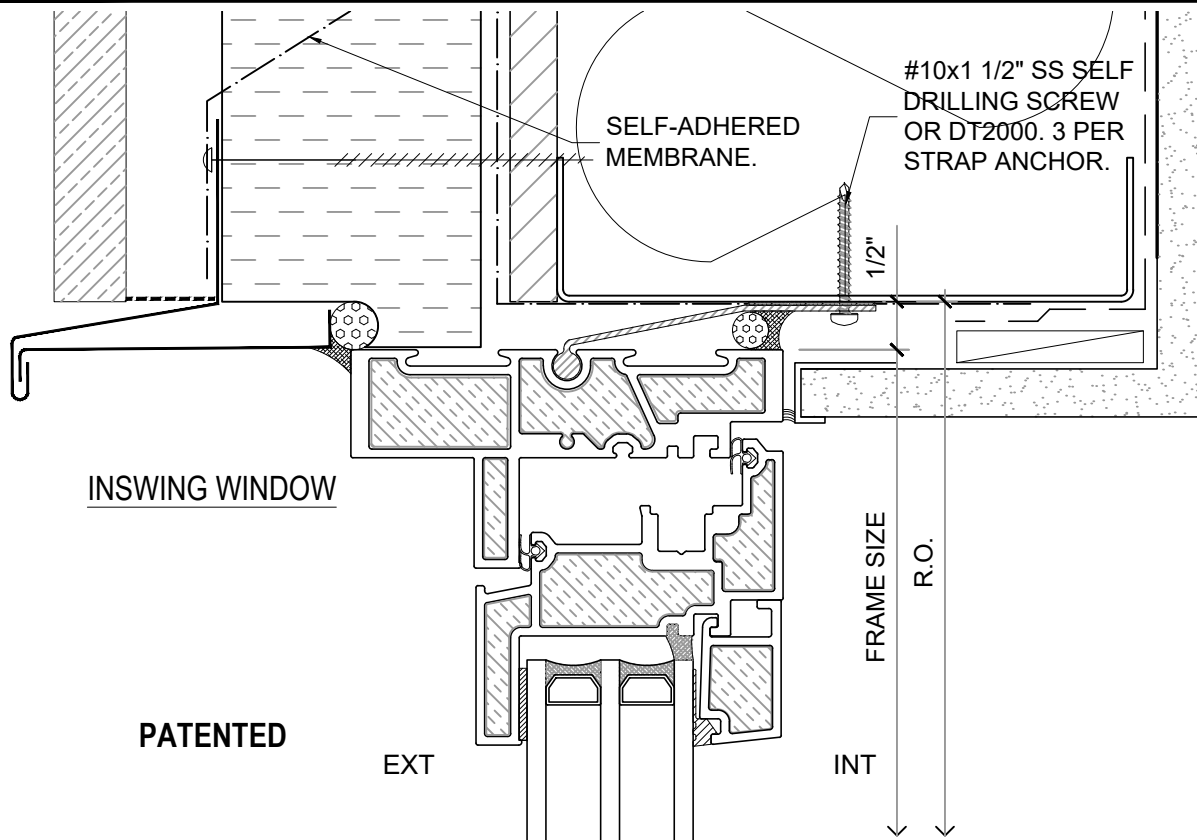 #10x1 1/2" SS SELF
DRILLING SCREW
OR DT2000. 3 PER
STRAP ANCHOR.
SELF-ADHERED
MEMBRANE.
1/2"
INSWING WINDOW
FRAME SIZE
R.O.
PATENTED
EXT
INT